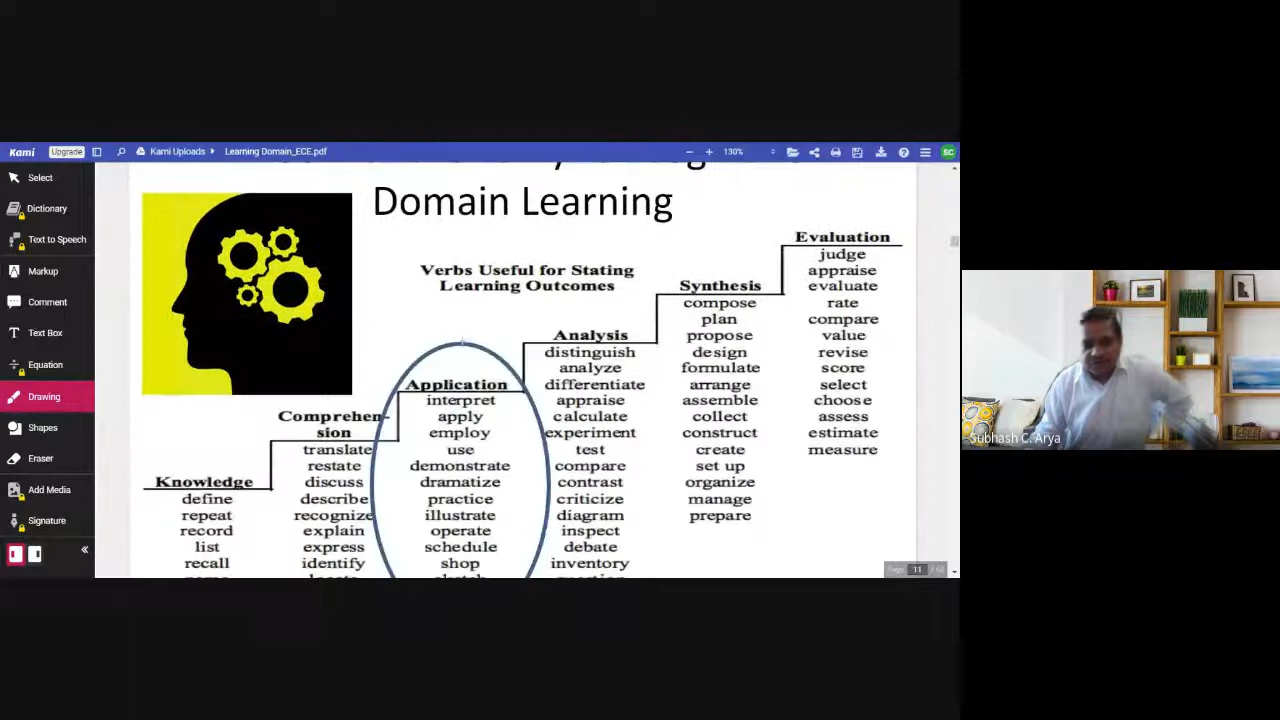 Kami Upgrade Kami Uploads Learning Domain_ECE.pdf 130% SC
Select
Dictionary
Text to Speech
Markup
Comment
Text Box
Equation
Drawing
Shapes
Eraser
Add Media
Signature
Domain Learning
Verbs Useful for Stating
Learning Outcomes
Knowledge
define
repeat
record
list
recall
Comprehen-
sion
translate
restate
discuss
describe
recognize
explain
express
identify
Application
interpret
apply
employ
use
demonstrate
dramatize
practice
illustrate
operate
schedule
shop
Analysis
distinguish
analyze
differentiate
appraise
calculate
experiment
test
compare
contrast
criticize
diagram
inspect
debate
inventory
Synthesis
compose
plan
propose
design
formulate
arrange
assemble
collect
construct
create
set up
organize
manage
prepare
Evaluation
judge
appraise
evaluate
rate
compare
value
revise
score
select
choose
assess
estimate
measure
Page 11
Subhash C. Arya